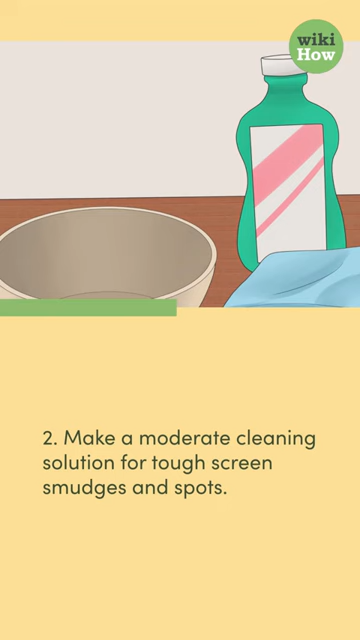 wiki
How
2. Make a moderate cleaning
solution for tough screen
smudges and spots.